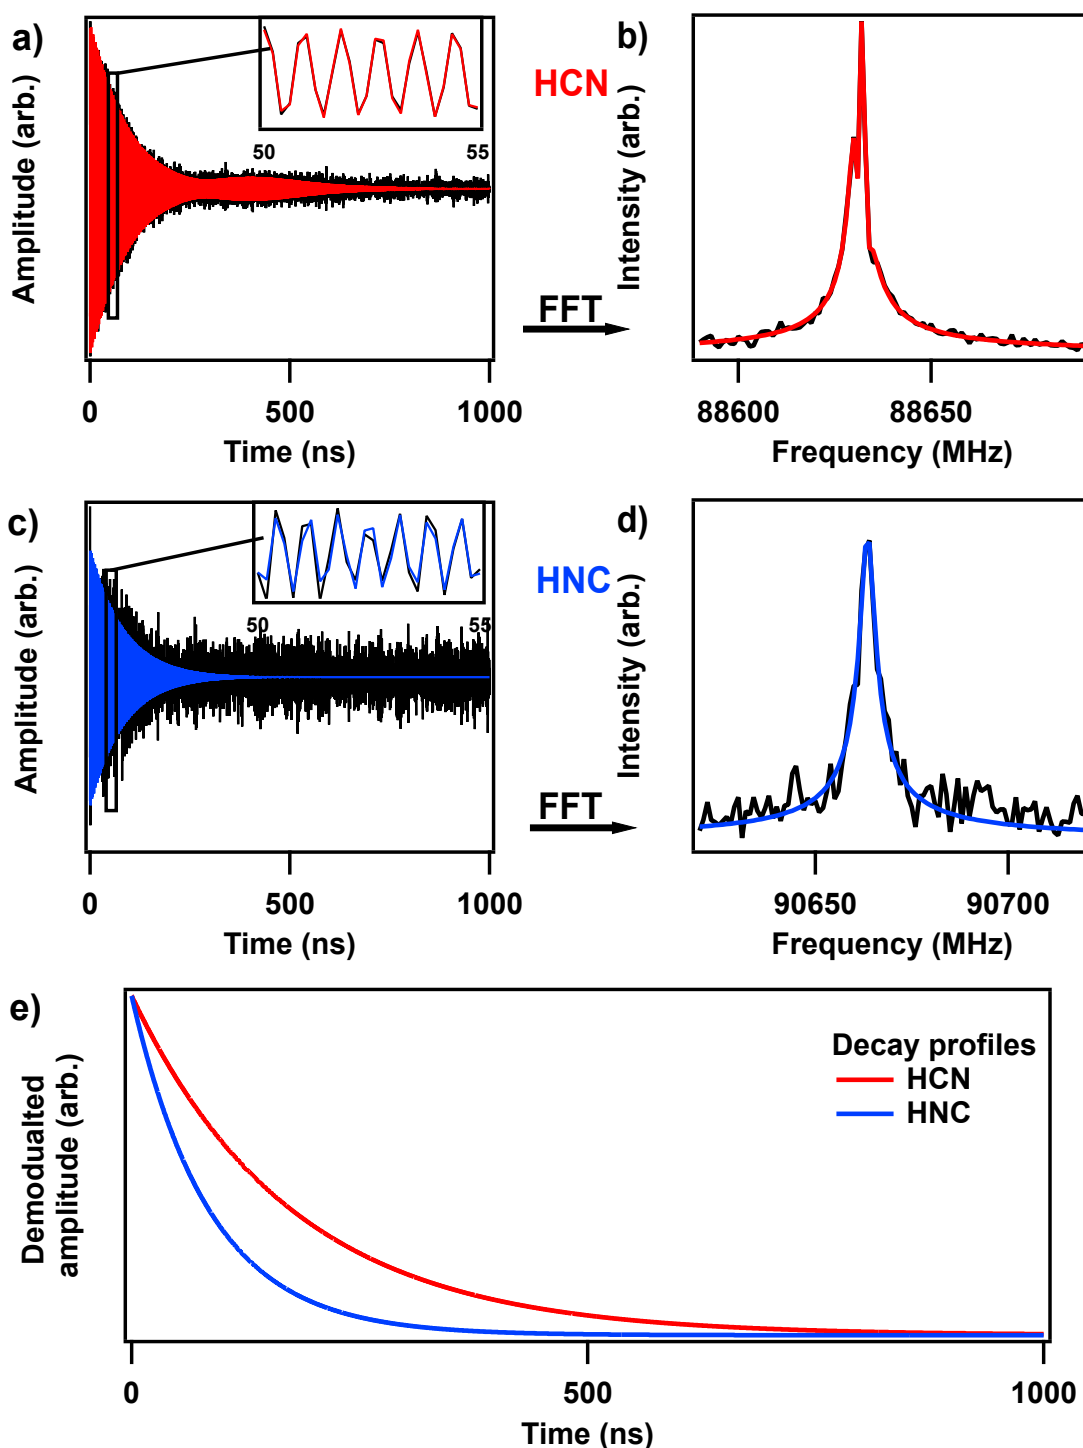 a)
Amplitude (arb.)
50
55
0
500
1000
Time (ns)
HCN
FFT
b)
Intensity (arb.)
88600
88650
Frequency (MHz)
c)
Amplitude (arb.)
50
55
0
500
1000
Time (ns)
HNC
FFT
d)
Intensity (arb.)
90650
90700
Frequency (MHz)
e)
Demodualted
amplitude (arb.)
Decay profiles
HCN
HNC
0
500
1000
Time (ns)